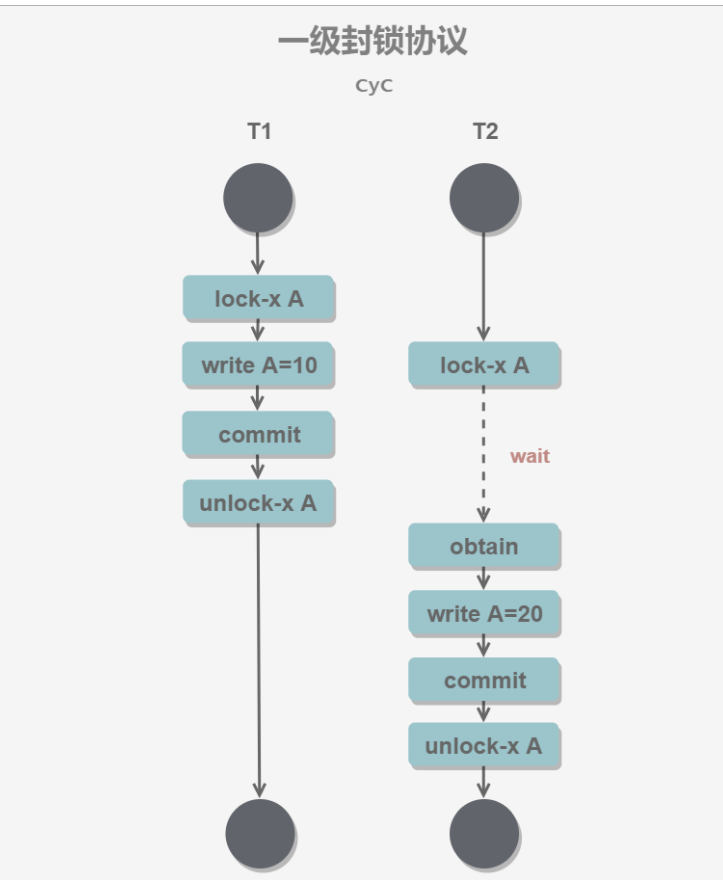 一级封锁协议
CyC
T1
T2
lock-x A
write A=10
lock-x A
commit
wait
unlock-x A
obtain
write A=20
commit
unlock-x A